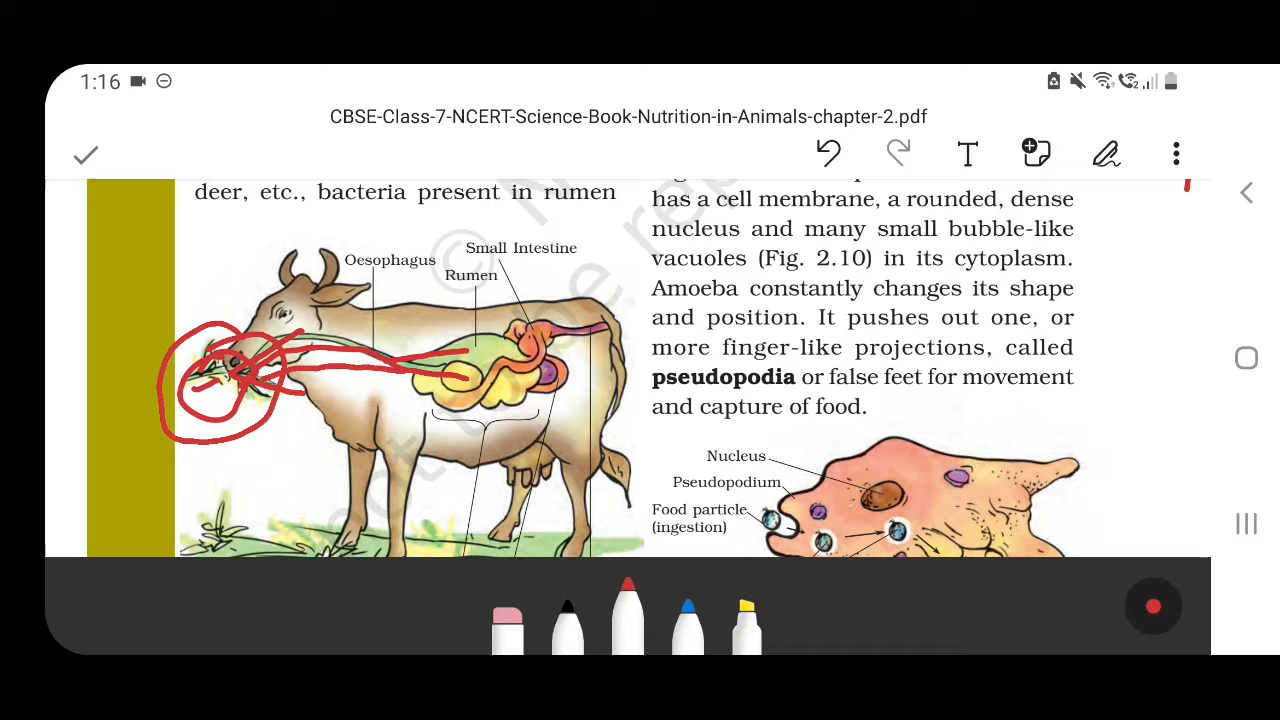 1:16
CBSE-Class-7-NCERT-Science-Book-Nutrition-in-Animals-chapter-2.pdf
deer, etc., bacteria present in rumen
Oesophagus
Small Intestine
Rumen
has a cell membrane, a rounded, dense
nucleus and many small bubble-like
vacuoles (Fig. 2.10) in its cytoplasm.
Amoeba constantly changes its shape
and position. It pushes out one, or
more finger-like projections, called
pseudopodia or false feet for movement
and capture of food.
Nucleus
Pseudopodium
Food particle
(ingestion)